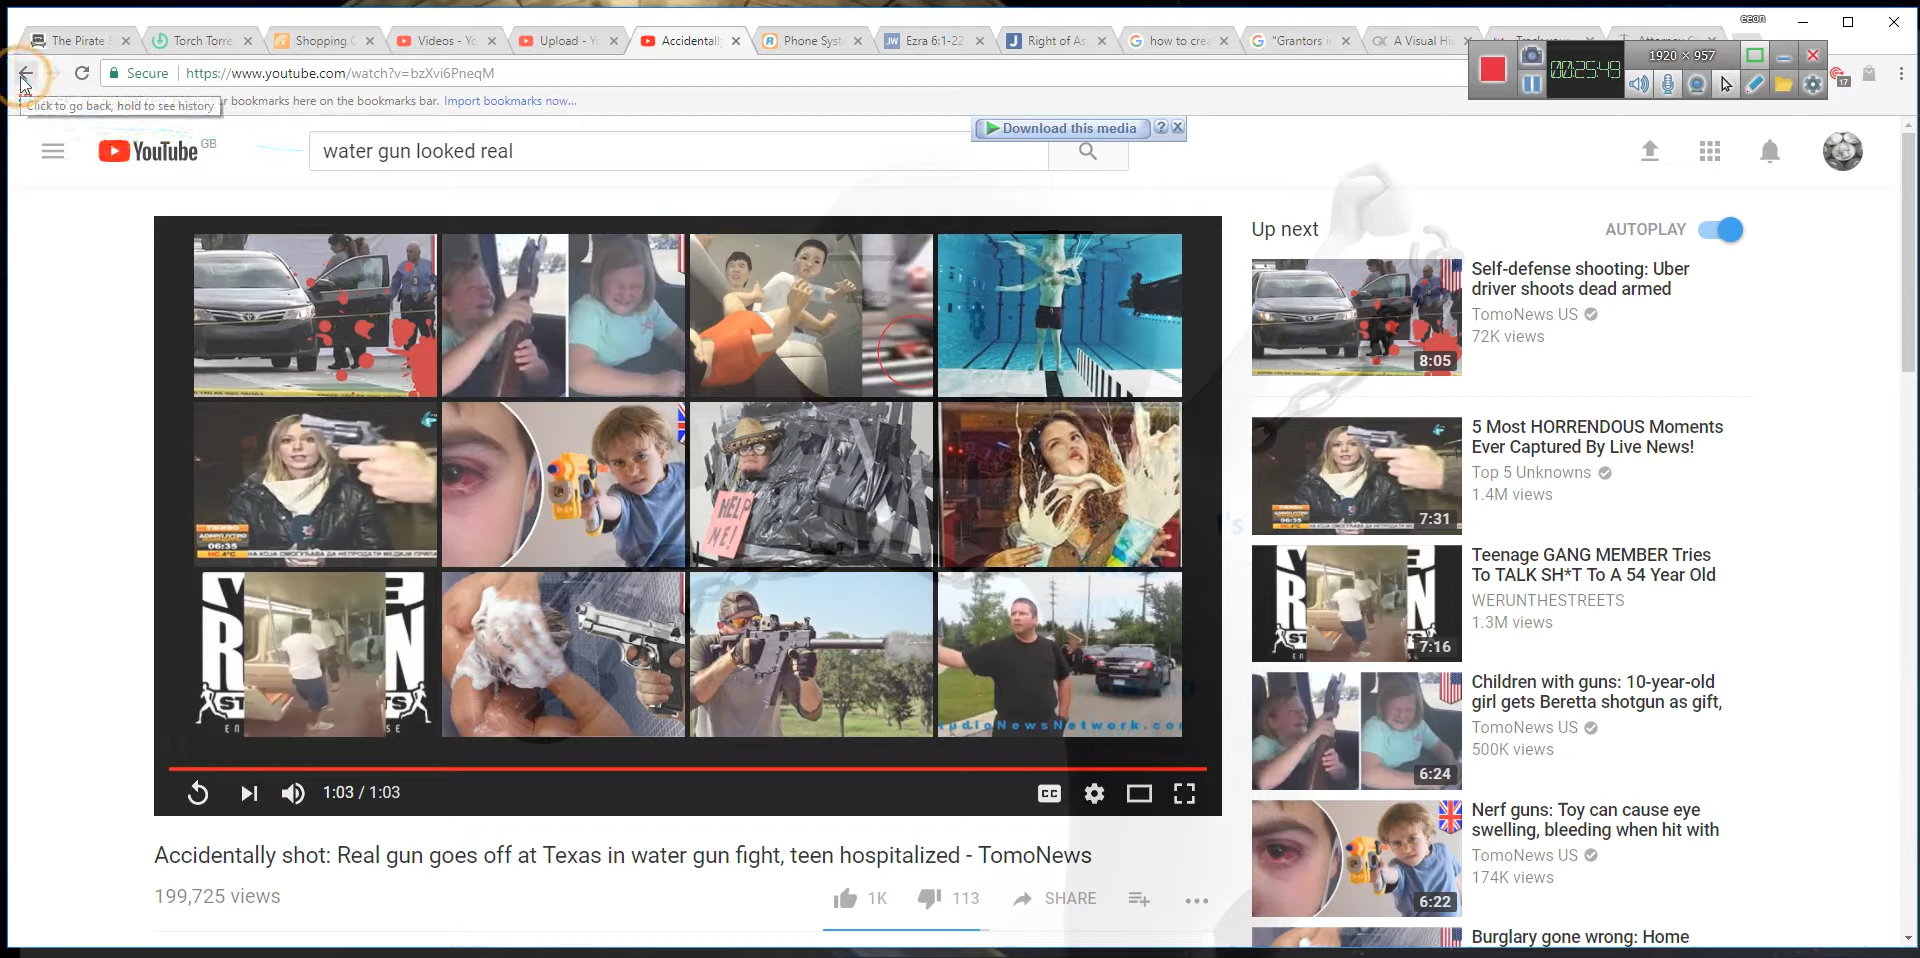 eeon
The Pirate
Torch Torre
Shopping C
Videos - Yo
Upload - Yo
Accidentally
Phone Syst
Ezra 6:1-22
Right of As
how to crea
"Grantors i
A Visual His
1920 × 957
00:25:49
Secure
https://www.youtube.com/watch?v=bzXvi6PneqM
17
Click to go back, hold to see history
r bookmarks here on the bookmarks bar. Import bookmarks now...
Download this media
YouTube GB
water gun looked real
Up next
AUTOPLAY
Self-defense shooting: Uber
driver shoots dead armed
TomoNews US
72K views
8:05
5 Most HORRENDOUS Moments
Ever Captured By Live News!
Top 5 Unknowns
1.4M views
7:31
Teenage GANG MEMBER Tries
To TALK SH*T To A 54 Year Old
WERUNTHESTREETS
1.3M views
7:16
Children with guns: 10-year-old
girl gets Beretta shotgun as gift,
TomoNews US
500K views
6:24
Nerf guns: Toy can cause eye
swelling, bleeding when hit with
TomoNews US
174K views
6:22
Burglary gone wrong: Home
06:35
HELP
ME!
1:03 / 1:03
CC
Accidentally shot: Real gun goes off at Texas in water gun fight, teen hospitalized - TomoNews
199,725 views
1K
113
SHARE